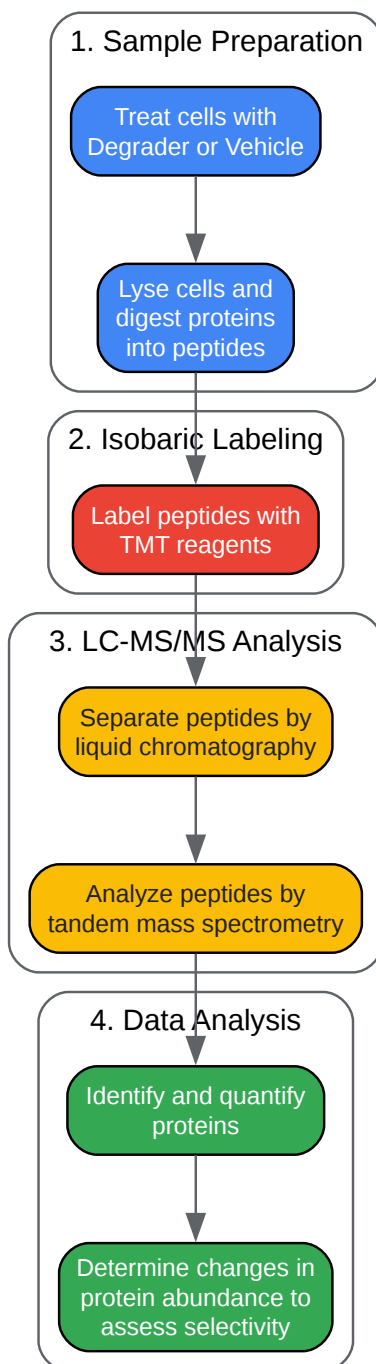 1. Sample Preparation
Treat cells with
Degrader or Vehicle
Lyse cells and
digest proteins
into peptides
2. Isobaric Labeling
Label peptides with
TMT reagents
3. LC-MS/MS Analysis
Separate peptides by
liquid chromatography
Analyze peptides by
tandem mass spectrometry
4. Data Analysis
Identify and quantify
proteins
Determine changes in
protein abundance to
assess selectivity